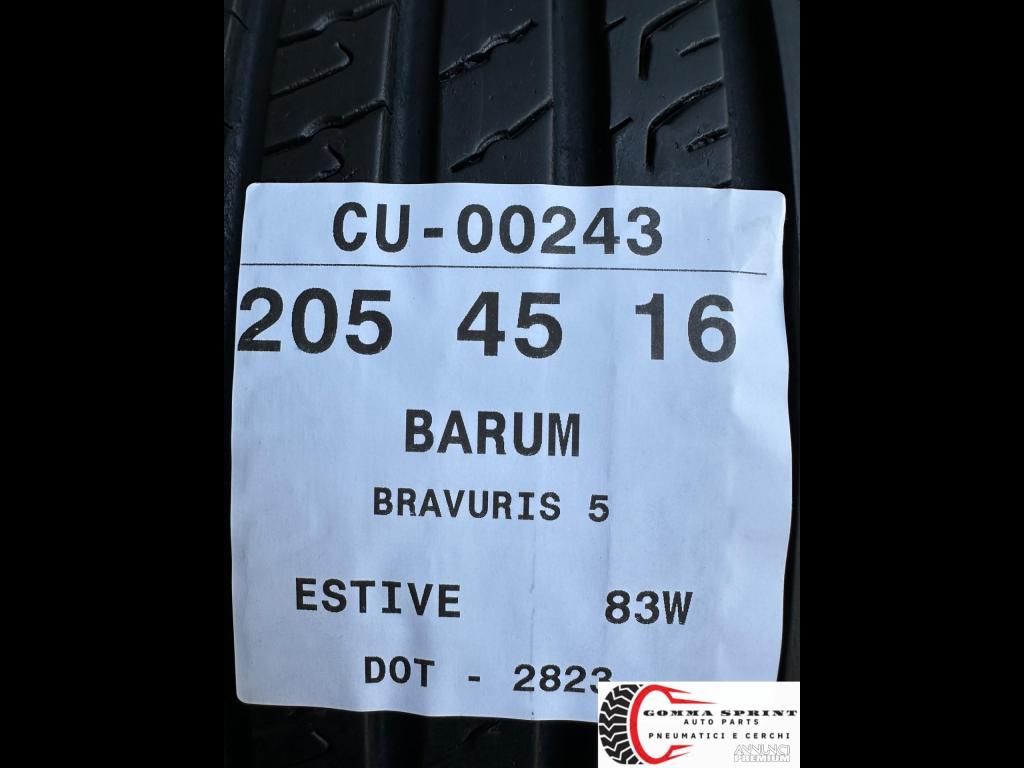 CU-00243
205 45 16
BARUM
BRAVURIS 5
ESTIVE 83W
DOT - 2823
GOMMA SPRINT
AUTO PARTS
PNEUMATICI E CERCHI
ANNUNCI
PREMIUM